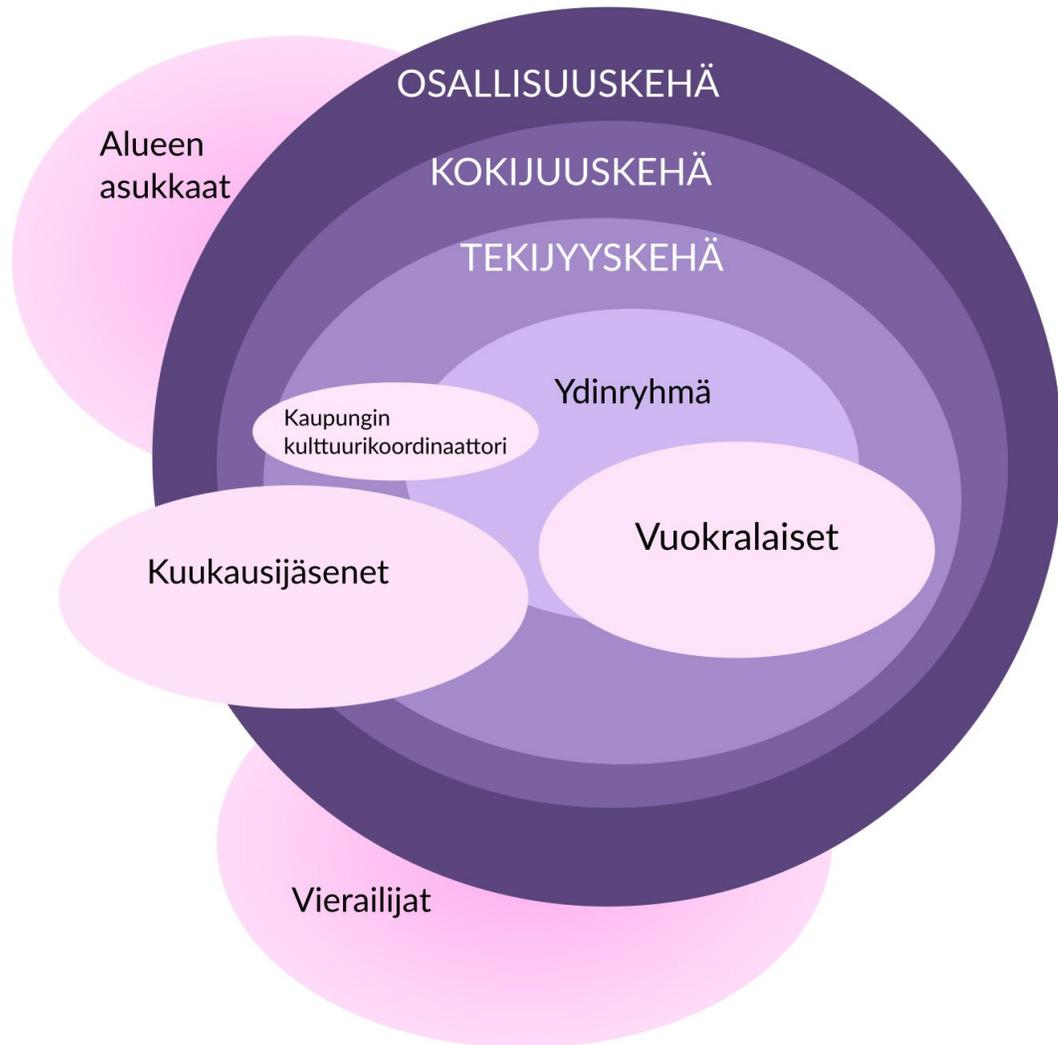 OSALLISUUSKEHÄ
Alueen
asukkaat
KOKIJUUSKEHÄ
TEKIJYYSKEHÄ
Ydinryhmä
Kaupungin
kulttuurikoordinaattori
Vuokralaiset
Kuukausijäsenet
Vierailijat